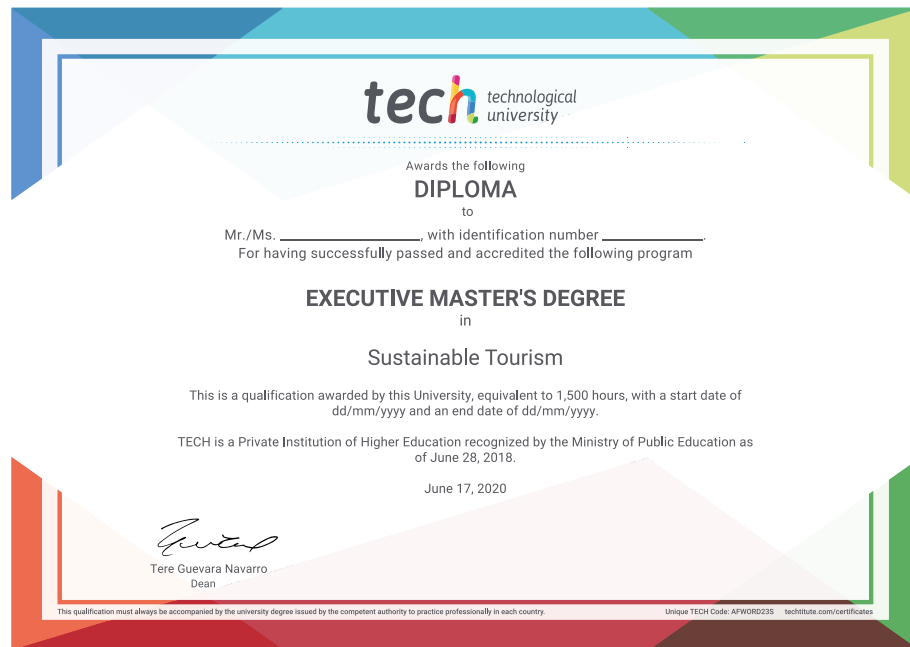 tech technological
university
Awards the following
DIPLOMA
to
Mr./Ms. ____________________, with identification number ______________.
For having successfully passed and accredited the following program
EXECUTIVE MASTER'S DEGREE
in
Sustainable Tourism
This is a qualification awarded by this University, equivalent to 1,500 hours, with a start date of
dd/mm/yyyy and an end date of dd/mm/yyyy.
TECH is a Private Institution of Higher Education recognized by the Ministry of Public Education as
of June 28, 2018.
June 17, 2020
Tere Guevara Navarro
Dean
This qualification must always be accompanied by the university degree issued by the competent authority to practice professionally in each country. Unique TECH Code: AFWORD23S techtitute.com/certificates